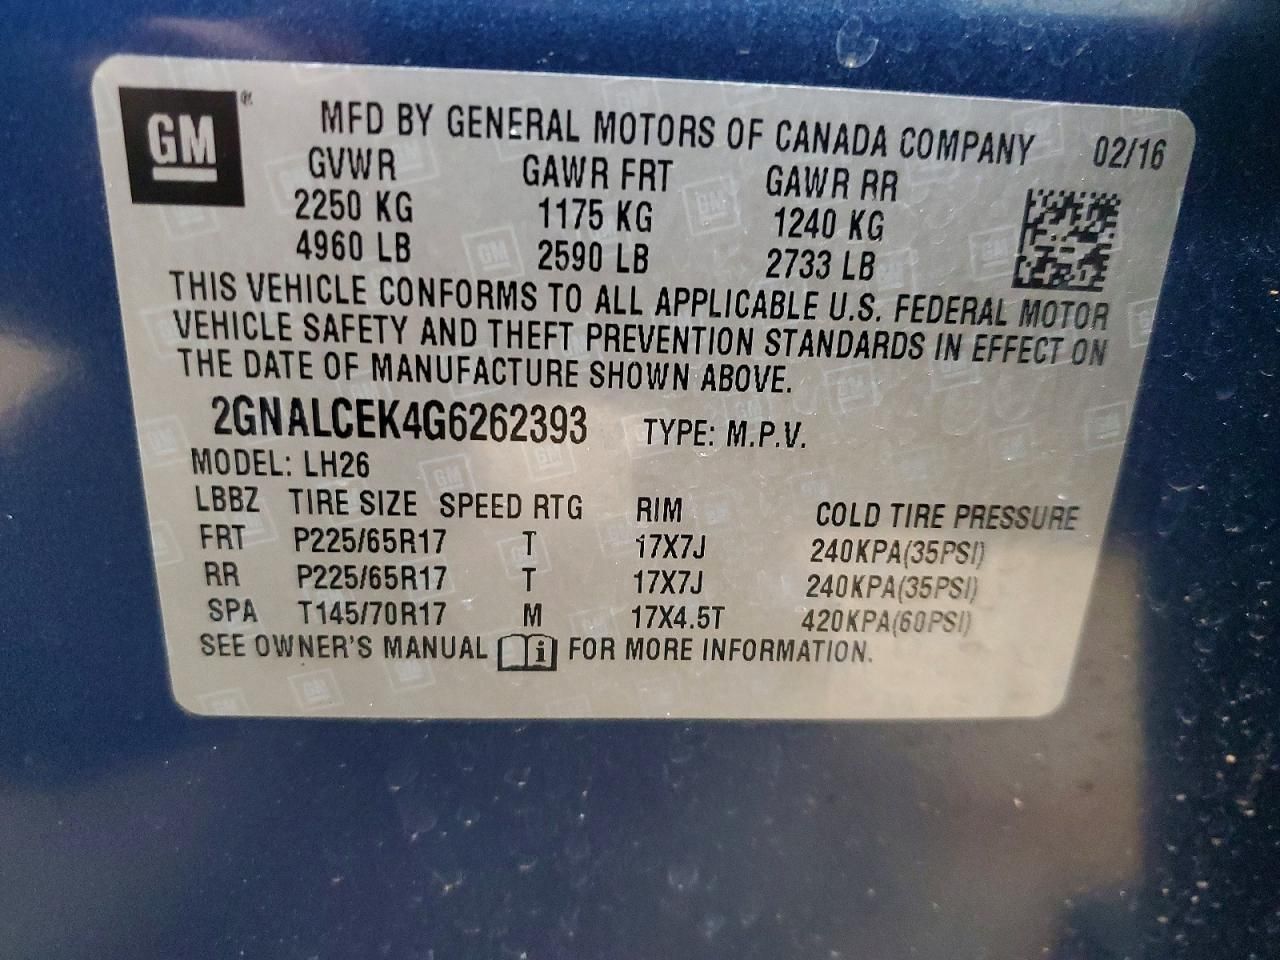 GM ® MFD BY GENERAL MOTORS OF CANADA COMPANY 02/16
GVWR GAWR FRT GAWR RR
2250 KG 1175 KG 1240 KG
4960 LB 2590 LB 2733 LB
THIS VEHICLE CONFORMS TO ALL APPLICABLE U.S. FEDERAL MOTOR
VEHICLE SAFETY AND THEFT PREVENTION STANDARDS IN EFFECT ON
THE DATE OF MANUFACTURE SHOWN ABOVE.
2GNALCEK4G6262393 TYPE: M.P.V.
MODEL: LH26
LBBZ TIRE SIZE SPEED RTG RIM COLD TIRE PRESSURE
FRT P225/65R17 T 17X7J 240KPA(35PSI)
RR P225/65R17 T 17X7J 240KPA(35PSI)
SPA T145/70R17 M 17X4.5T 420KPA(60PSI)
SEE OWNER'S MANUAL i FOR MORE INFORMATION.